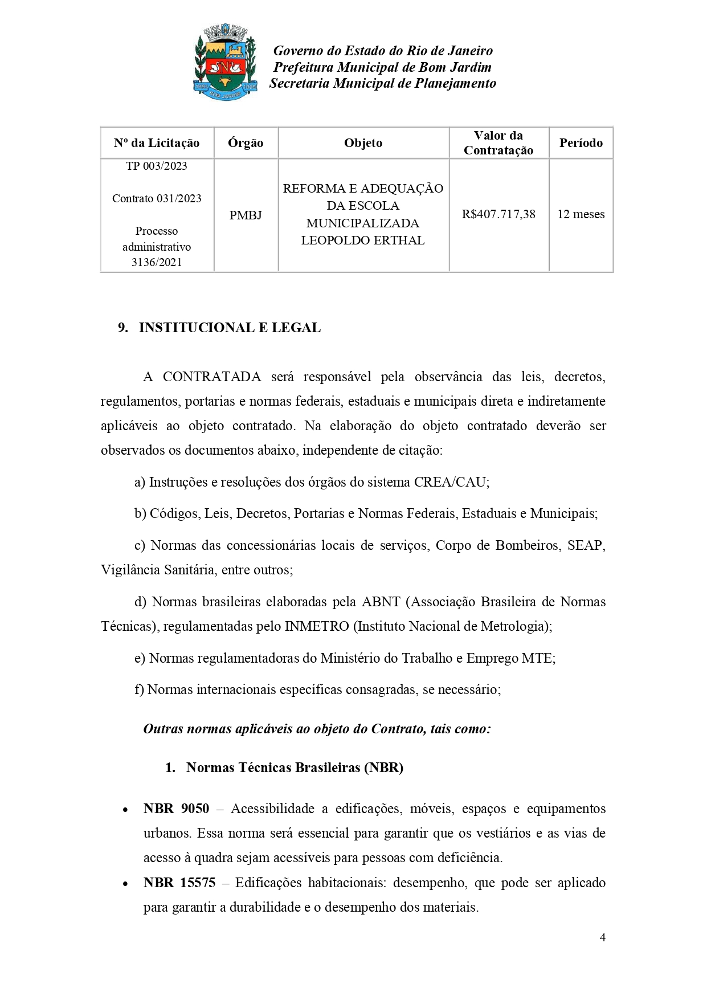 Governo do Estado do Rio de Janeiro
Prefeitura Municipal de Bom Jardim
Secretaria Municipal de Planejamento
1893 1926
BOM JARDIM
Nº da Licitação Órgão Objeto Valor da Contratação Período
TP 003/2023
Contrato 031/2023
Processo
administrativo
3136/2021
PMBJ
REFORMA E ADEQUAÇÃO
DA ESCOLA
MUNICIPALIZADA
LEOPOLDO ERTHAL
R$407.717,38
12 meses
9. INSTITUCIONAL E LEGAL
A CONTRATADA será responsável pela observância das leis, decretos,
regulamentos, portarias e normas federais, estaduais e municipais direta e indiretamente
aplicáveis ao objeto contratado. Na elaboração do objeto contratado deverão ser
observados os documentos abaixo, independente de citação:
a) Instruções e resoluções dos órgãos do sistema CREA/CAU;
b) Códigos, Leis, Decretos, Portarias e Normas Federais, Estaduais e Municipais;
c) Normas das concessionárias locais de serviços, Corpo de Bombeiros, SEAP,
Vigilância Sanitária, entre outros;
d) Normas brasileiras elaboradas pela ABNT (Associação Brasileira de Normas
Técnicas), regulamentadas pelo INMETRO (Instituto Nacional de Metrologia);
e) Normas regulamentadoras do Ministério do Trabalho e Emprego MTE;
f) Normas internacionais específicas consagradas, se necessário;
Outras normas aplicáveis ao objeto do Contrato, tais como:
1. Normas Técnicas Brasileiras (NBR)
• NBR 9050 – Acessibilidade a edificações, móveis, espaços e equipamentos
urbanos. Essa norma será essencial para garantir que os vestiários e as vias de
acesso à quadra sejam acessíveis para pessoas com deficiência.
• NBR 15575 – Edificações habitacionais: desempenho, que pode ser aplicado
para garantir a durabilidade e o desempenho dos materiais.
4